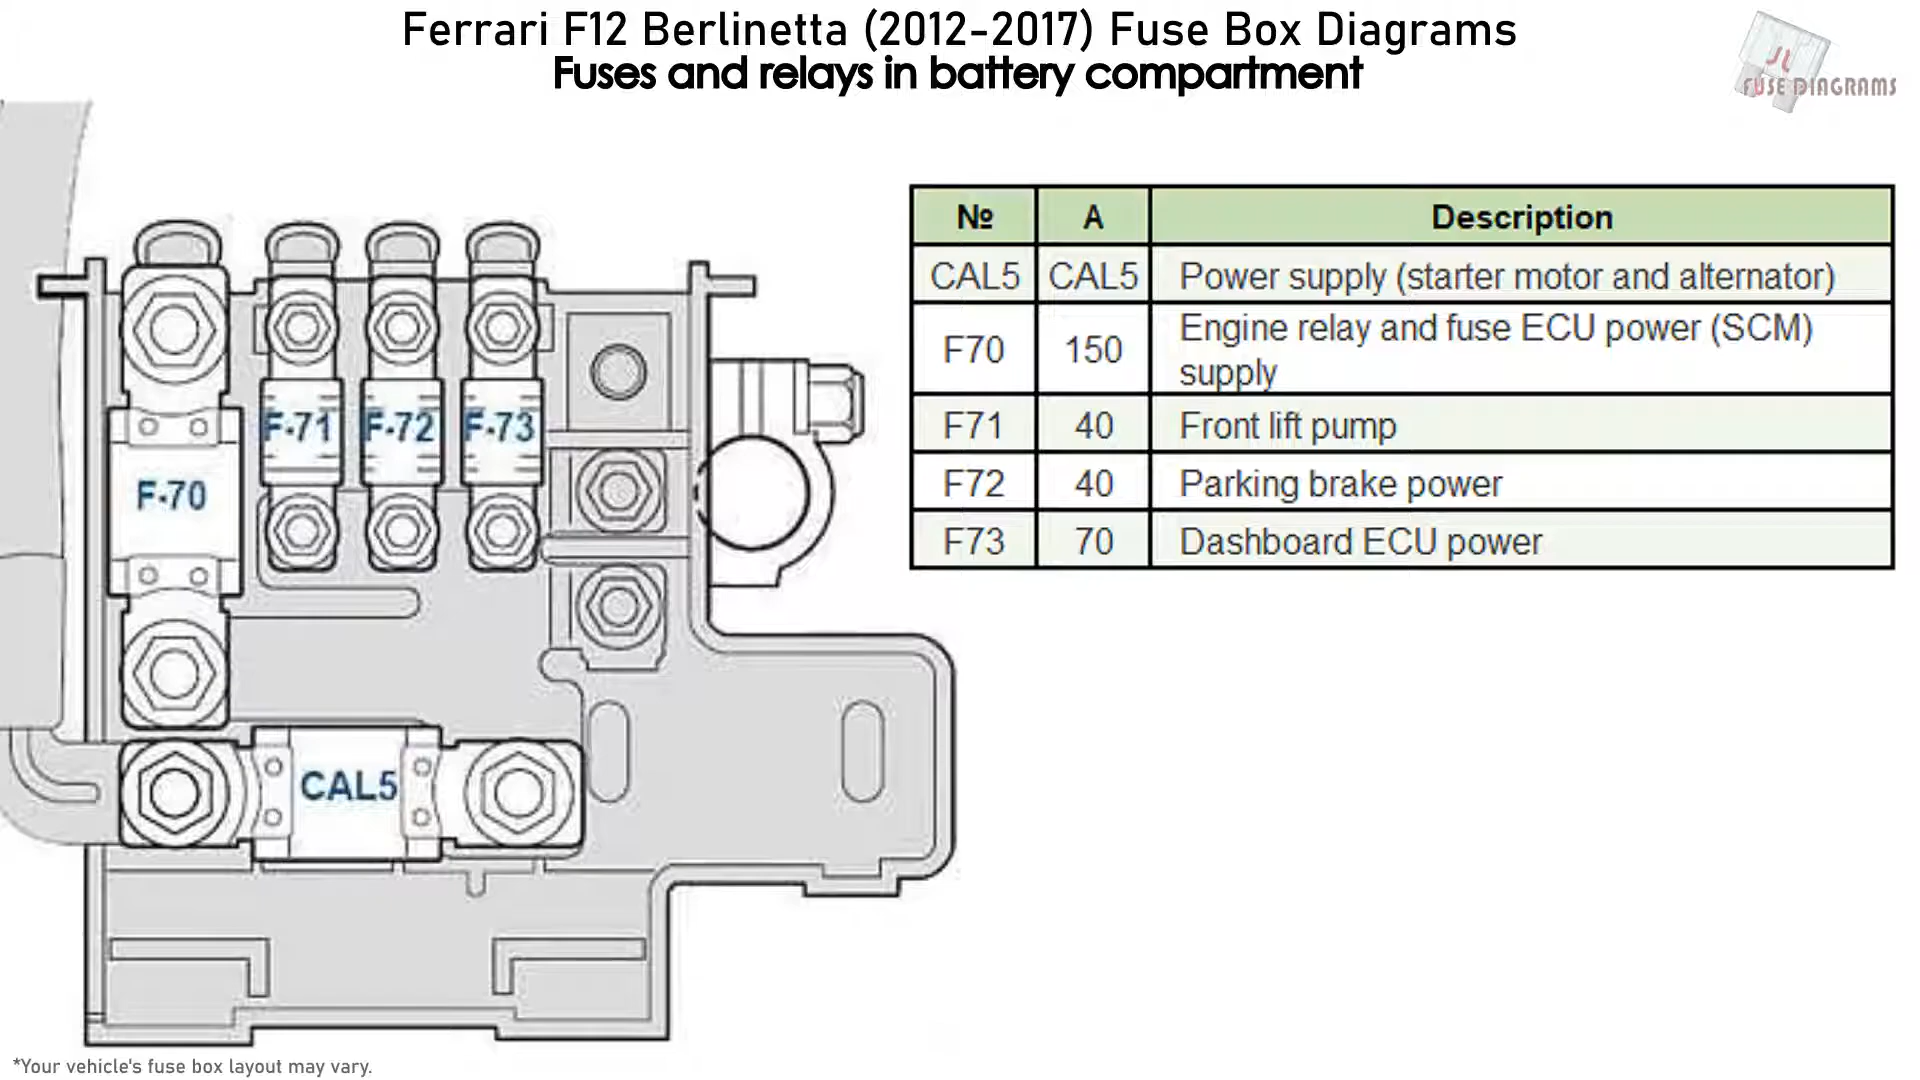 Ferrari F12 Berlinetta (2012-2017) Fuse Box Diagrams
Fuses and relays in battery compartment
JL
FUSE DIAGRAMS
№ A Description
CAL5 CAL5 Power supply (starter motor and alternator)
F70 150 Engine relay and fuse ECU power (SCM)
supply
F71 40 Front lift pump
F72 40 Parking brake power
F73 70 Dashboard ECU power
F-71 F-72 F-73
F-70
CAL5
*Your vehicle's fuse box layout may vary.